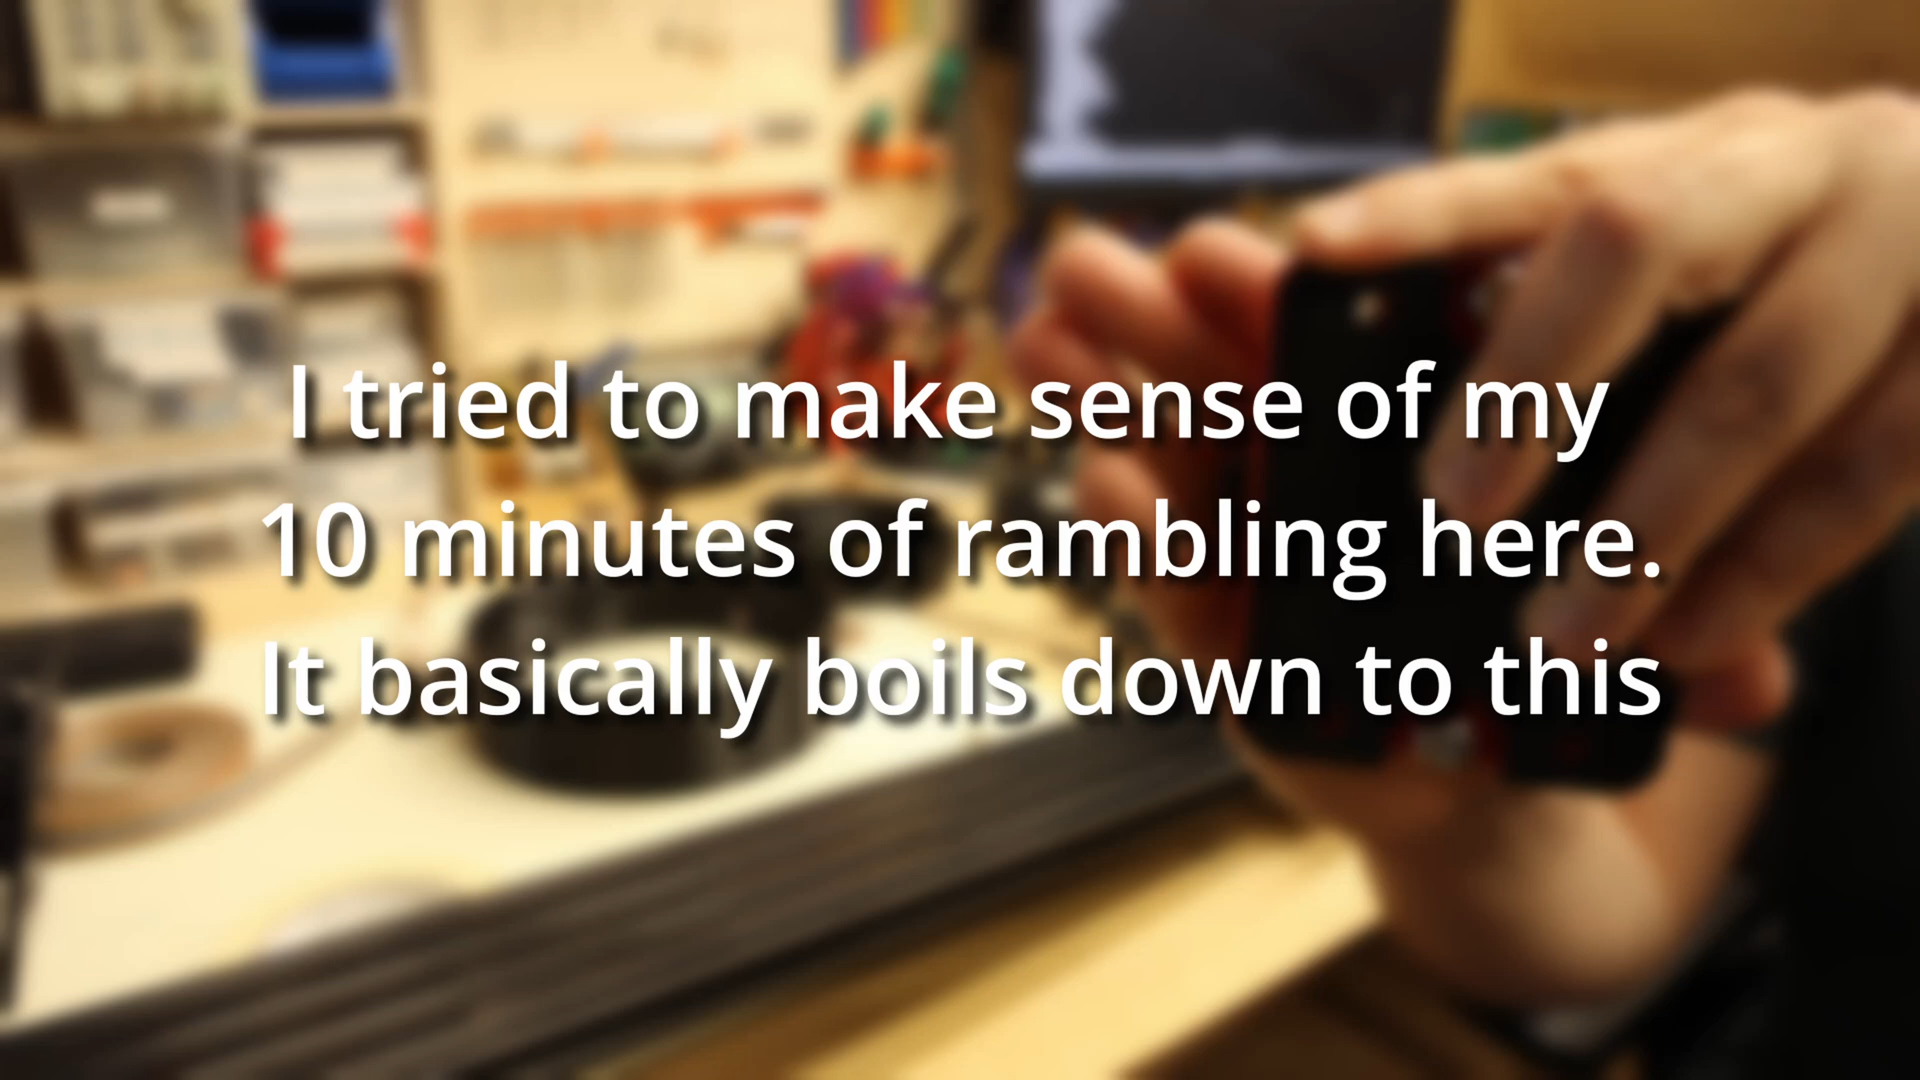 I tried to make sense of my
10 minutes of rambling here.
It basically boils down to this